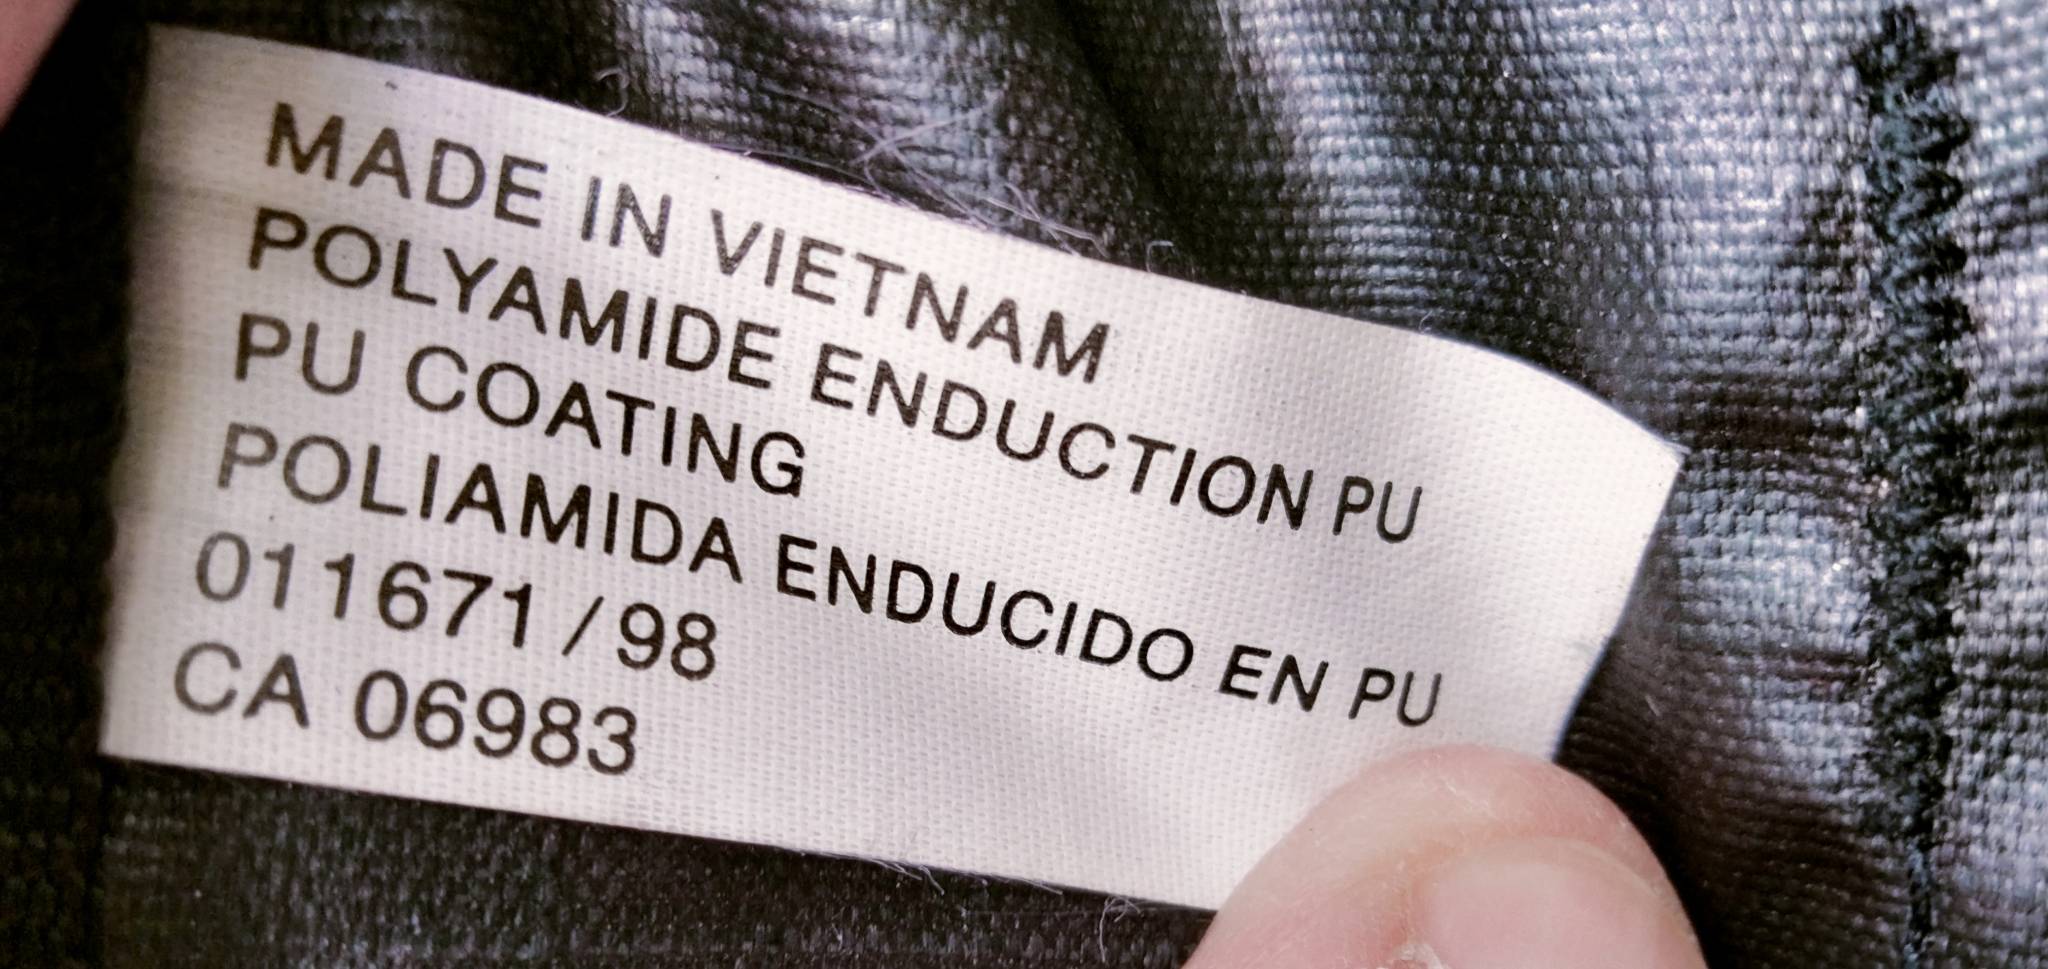 MADE IN VIETNAM
POLYAMIDE ENDUCTION PU
PU COATING
POLIAMIDA ENDUCIDO EN PU
011671 / 98
CA 06983